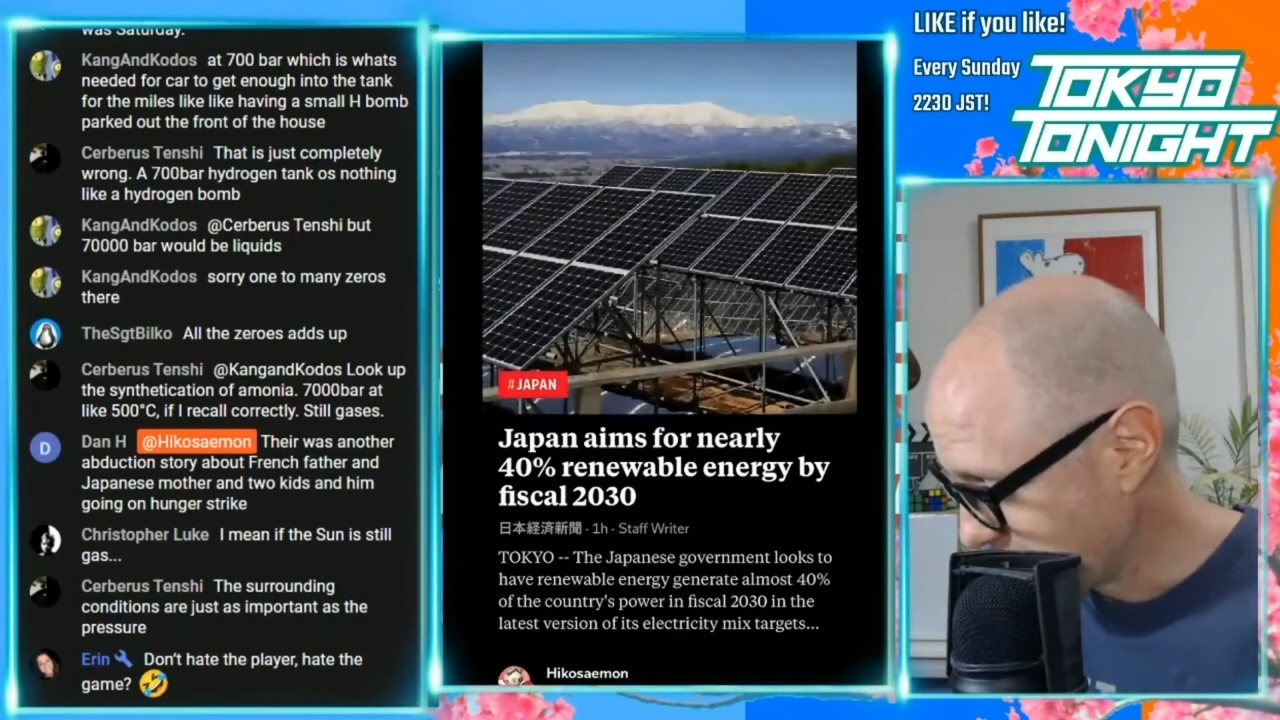 was Saturday.
KangAndKodos at 700 bar which is whats
needed for car to get enough into the tank
for the miles like like having a small H bomb
parked out the front of the house
Cerberus Tenshi That is just completely
wrong. A 700bar hydrogen tank os nothing
like a hydrogen bomb
KangAndKodos @Cerberus Tenshi but
70000 bar would be liquids
KangAndKodos sorry one to many zeros
there
TheSgtBilko All the zeroes adds up
Cerberus Tenshi @KangandKodos Look up
the synthetication of amonia. 7000bar at
like 500°C, if I recall correctly. Still gases.
D
Dan H @Hikosaemon Their was another
abduction story about French father and
Japanese mother and two kids and him
going on hunger strike
Christopher Luke I mean if the Sun is still
gas...
Cerberus Tenshi The surrounding
conditions are just as important as the
pressure
Erin Don't hate the player, hate the
game?
#JAPAN
Japan aims for nearly
40% renewable energy by
fiscal 2030
日本経済新聞 · 1h · Staff Writer
TOKYO -- The Japanese government looks to
have renewable energy generate almost 40%
of the country's power in fiscal 2030 in the
latest version of its electricity mix targets...
Hikosaemon
LIKE if you like!
Every Sunday
2230 JST!
TOKYO
TONIGHT